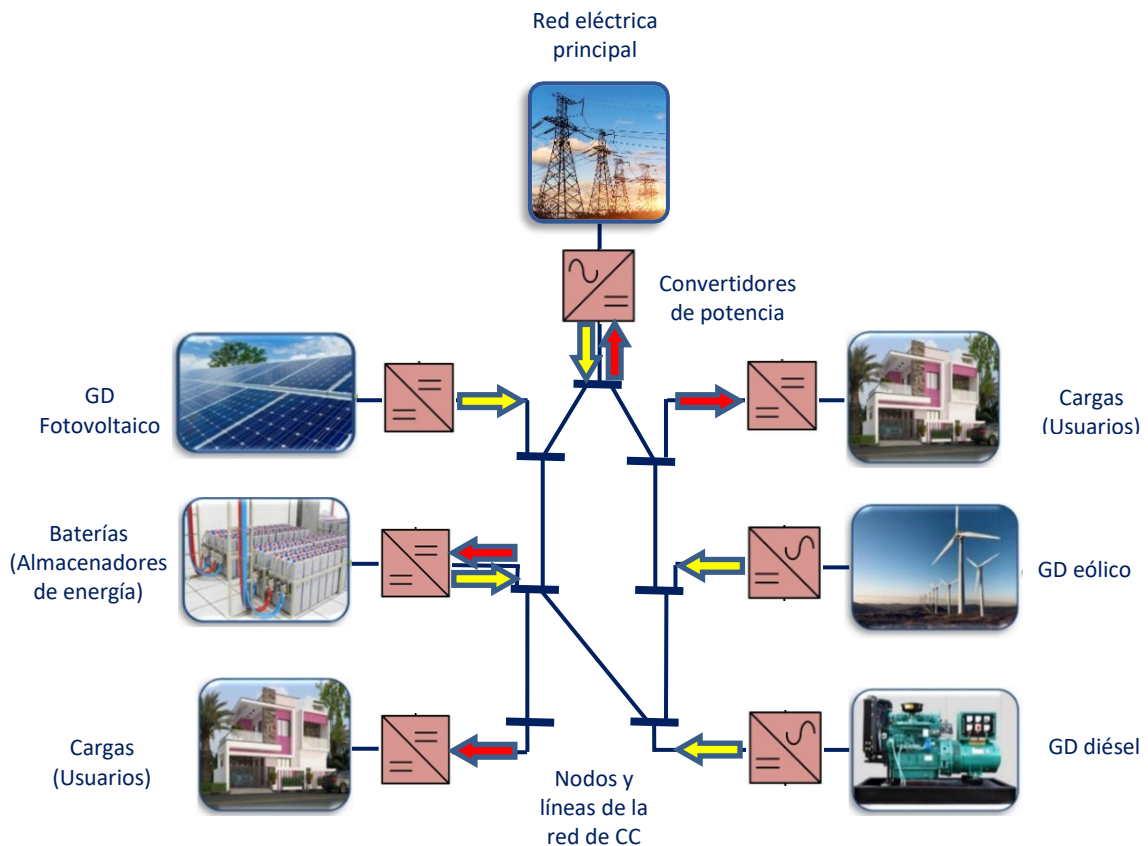 Red eléctrica
principal
Convertidores
de potencia
GD
Fotovoltaico
Cargas
(Usuarios)
Baterías
(Almacenadores
de energía)
GD eólico
Cargas
(Usuarios)
Nodos y
líneas de la
red de CC
GD diésel